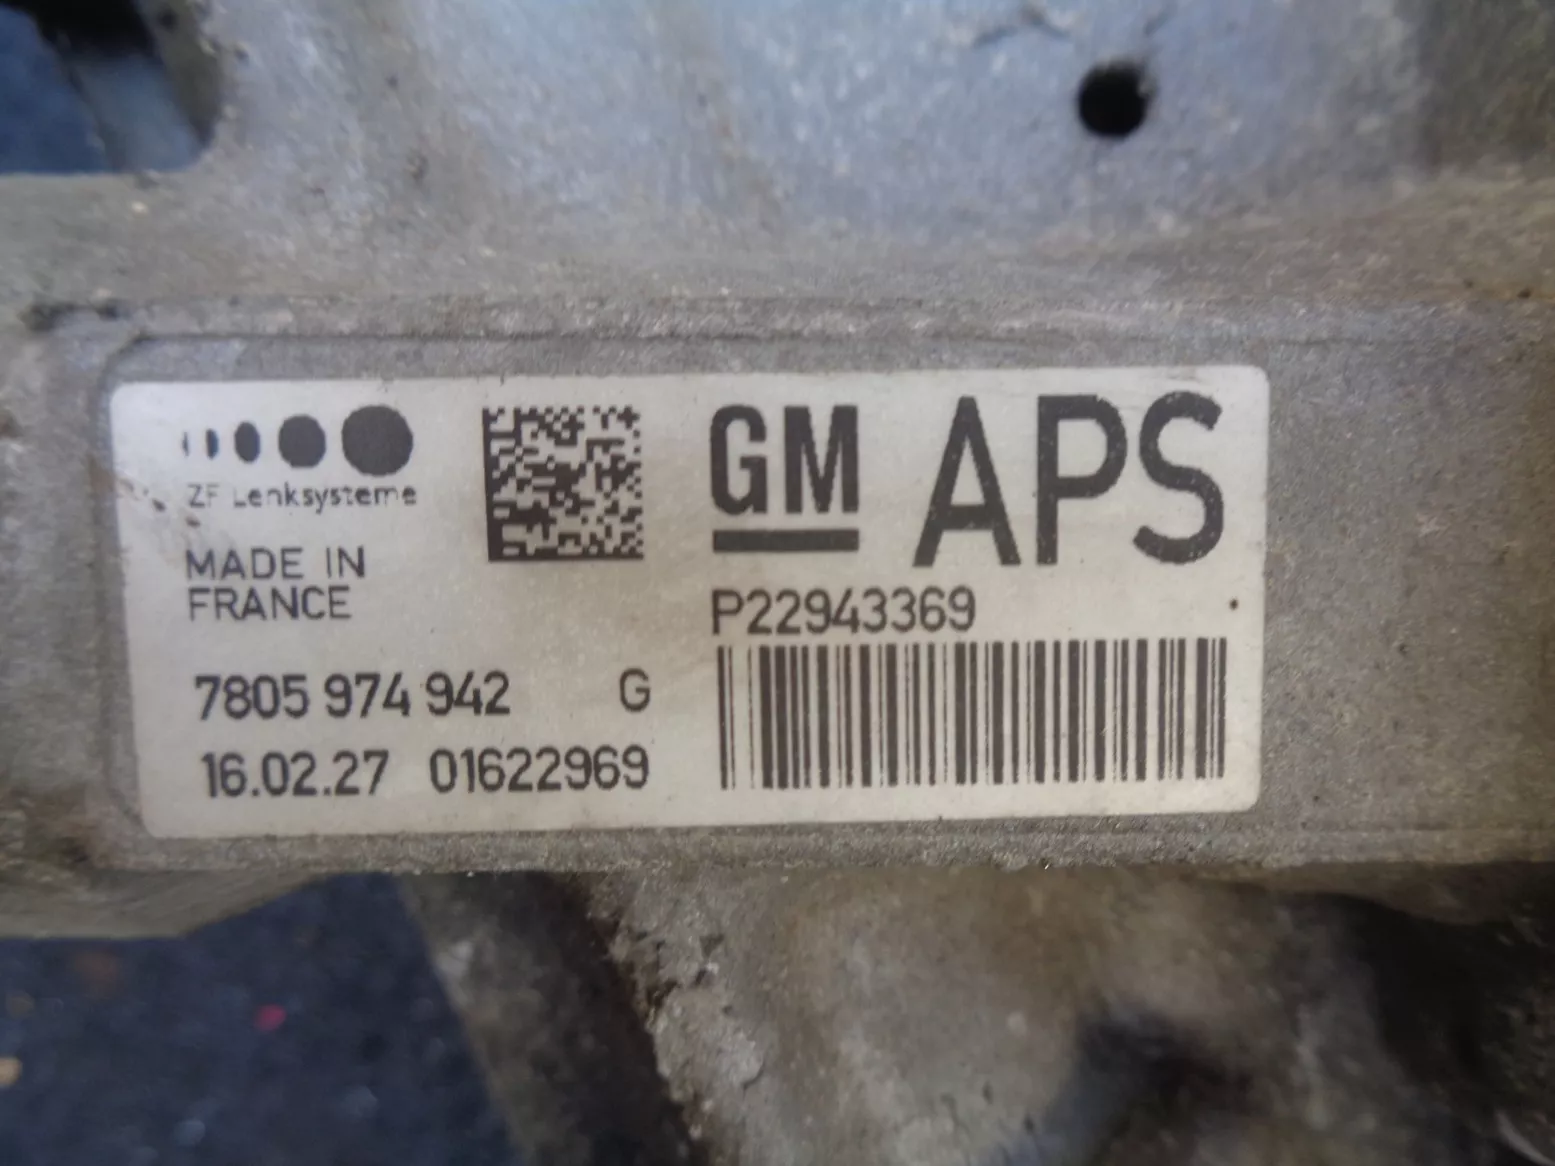 ZF Lenksysteme
MADE IN
FRANCE
7805 974 942 G
16.02.27 01622969
GM APS
P22943369